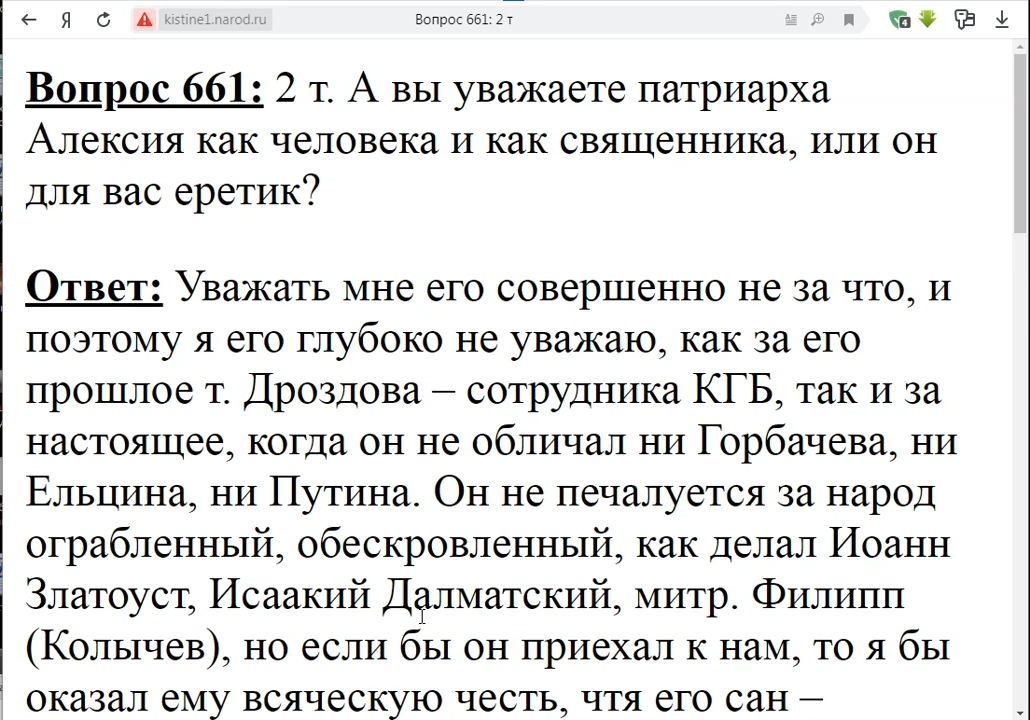 Я
kistine1.narod.ru
Вопрос 661: 2 т
4
Вопрос 661: 2 т. А вы уважаете патриарха
Алексия как человека и как священника, или он
для вас еретик?
Ответ: Уважать мне его совершенно не за что, и
поэтому я его глубоко не уважаю, как за его
прошлое т. Дроздова – сотрудника КГБ, так и за
настоящее, когда он не обличал ни Горбачева, ни
Ельцина, ни Путина. Он не печалуется за народ
ограбленный, обескровленный, как делал Иоанн
Златоуст, Исаакий Далматский, митр. Филипп
(Колычев), но если бы он приехал к нам, то я бы
оказал ему всяческую честь, чтя его сан –